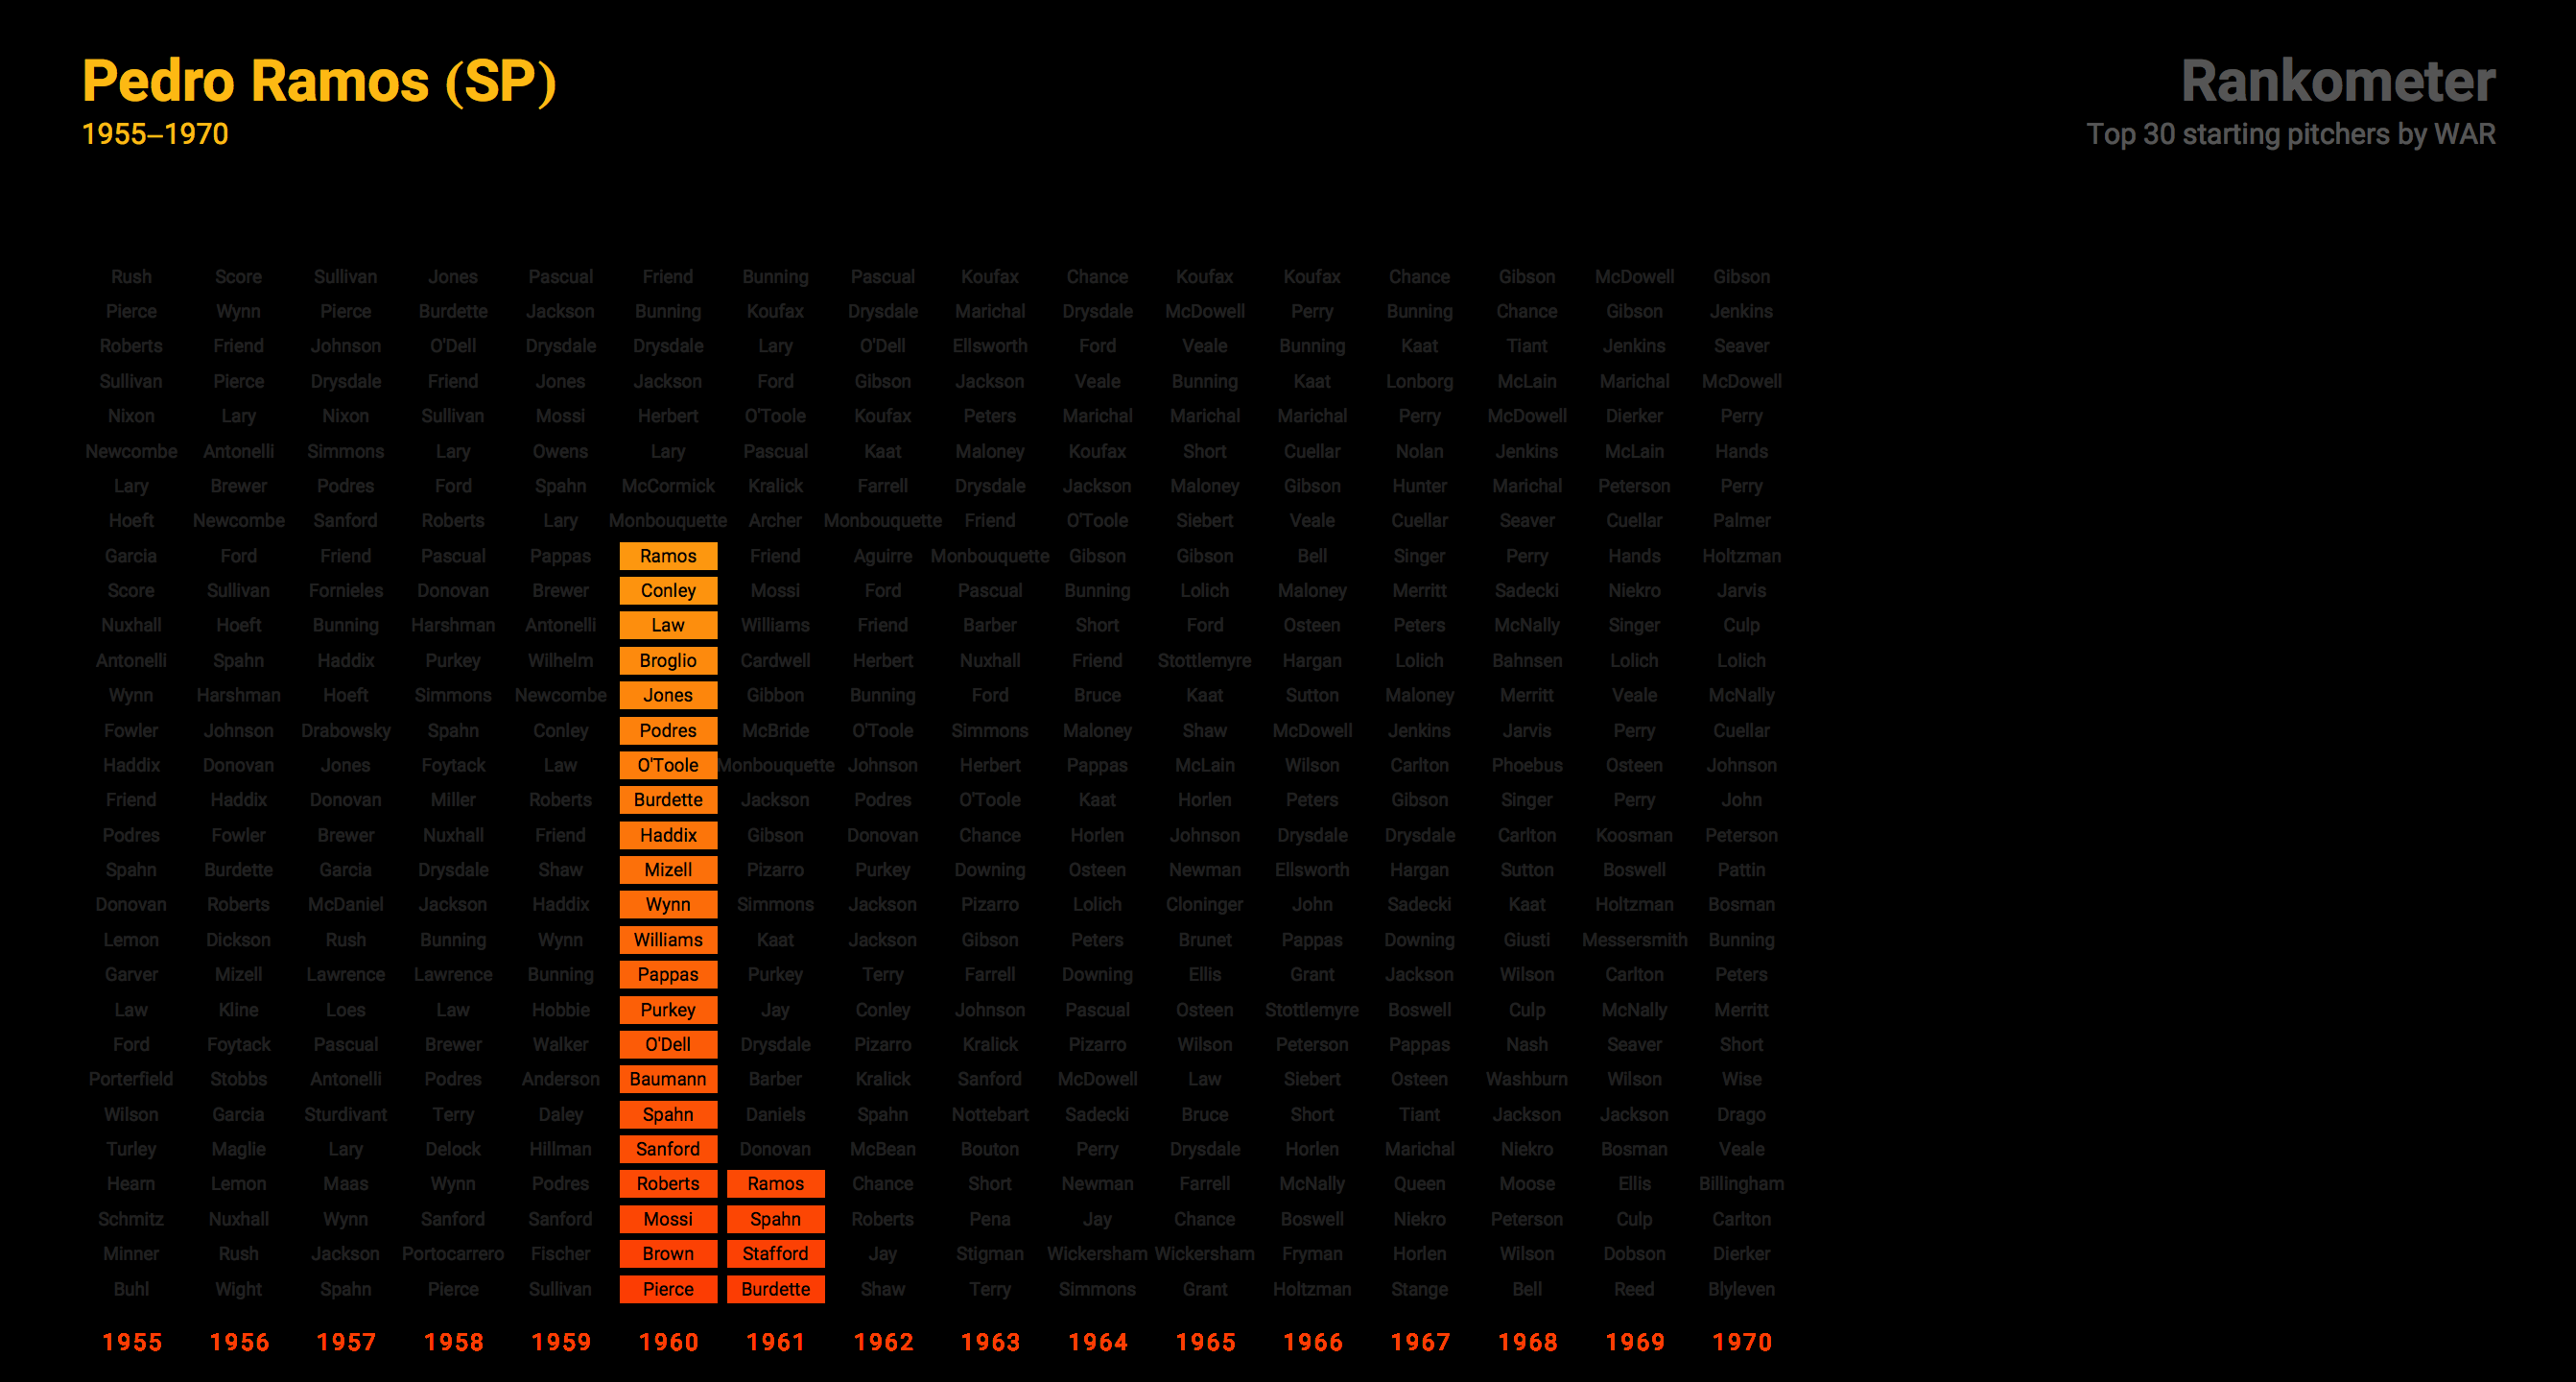 Pedro Ramos (SP)
1955–1970
Rankometer
Top 30 starting pitchers by WAR
Rush Score Sullivan Jones Pascual Friend Bunning Pascual Koufax Chance Koufax Koufax Chance Gibson McDowell Gibson
Pierce Wynn Pierce Burdette Jackson Bunning Koufax Drysdale Marichal Drysdale McDowell Perry Bunning Chance Gibson Jenkins
Roberts Friend Johnson O'Dell Drysdale Drysdale Lary O'Dell Ellsworth Ford Veale Bunning Kaat Tiant Jenkins Seaver
Sullivan Pierce Drysdale Friend Jones Jackson Ford Gibson Jackson Veale Bunning Kaat Lonborg McLain Marichal McDowell
Nixon Lary Nixon Sullivan Mossi Herbert O'Toole Koufax Peters Marichal Marichal Marichal Perry McDowell Dierker Perry
Newcombe Antonelli Simmons Lary Owens Lary Pascual Kaat Maloney Koufax Short Cuellar Nolan Jenkins McLain Hands
Lary Brewer Podres Ford Spahn McCormick Kralick Farrell Drysdale Jackson Maloney Gibson Hunter Marichal Peterson Perry
Hoeft Newcombe Sanford Roberts Lary Monbouquette Archer Monbouquette Friend O'Toole Siebert Veale Cuellar Seaver Cuellar Palmer
Garcia Ford Friend Pascual Pappas Ramos Friend Aguirre Monbouquette Gibson Gibson Bell Singer Perry Hands Holtzman
Score Sullivan Fornieles Donovan Brewer Conley Mossi Ford Pascual Bunning Lolich Maloney Merritt Sadecki Niekro Jarvis
Nuxhall Hoeft Bunning Harshman Antonelli Law Williams Friend Barber Short Ford Osteen Peters McNally Singer Culp
Antonelli Spahn Haddix Purkey Wilhelm Broglio Cardwell Herbert Nuxhall Friend Stottlemyre Hargan Lolich Bahnsen Lolich Lolich
Wynn Harshman Hoeft Simmons Newcombe Jones Gibbon Bunning Ford Bruce Kaat Sutton Maloney Merritt Veale McNally
Fowler Johnson Drabowsky Spahn Conley Podres McBride O'Toole Simmons Maloney Shaw McDowell Jenkins Jarvis Perry Cuellar
Haddix Donovan Jones Foytack Law O'Toole Monbouquette Johnson Herbert Pappas McLain Wilson Carlton Phoebus Osteen Johnson
Friend Haddix Donovan Miller Roberts Burdette Jackson Podres O'Toole Kaat Horlen Peters Gibson Singer Perry John
Podres Fowler Brewer Nuxhall Friend Haddix Gibson Donovan Chance Horlen Johnson Drysdale Drysdale Carlton Koosman Peterson
Spahn Burdette Garcia Drysdale Shaw Mizell Pizarro Purkey Downing Osteen Newman Ellsworth Hargan Sutton Boswell Pattin
Donovan Roberts McDaniel Jackson Haddix Wynn Simmons Jackson Pizarro Lolich Cloninger John Sadecki Kaat Holtzman Bosman
Lemon Dickson Rush Bunning Wynn Williams Kaat Jackson Gibson Peters Brunet Pappas Downing Giusti Messersmith Bunning
Garver Mizell Lawrence Lawrence Bunning Pappas Purkey Terry Farrell Downing Ellis Grant Jackson Wilson Carlton Peters
Law Kline Loes Law Hobbie Purkey Jay Conley Johnson Pascual Osteen Stottlemyre Boswell Culp McNally Merritt
Ford Foytack Pascual Brewer Walker O'Dell Drysdale Pizarro Kralick Pizarro Wilson Peterson Pappas Nash Seaver Short
Porterfield Stobbs Antonelli Podres Anderson Baumann Barber Kralick Sanford McDowell Law Siebert Osteen Washburn Wilson Wise
Wilson Garcia Sturdivant Terry Daley Spahn Daniels Spahn Nottebart Sadecki Bruce Short Tiant Jackson Jackson Drago
Turley Maglie Lary Delock Hillman Sanford Donovan McBean Bouton Perry Drysdale Horlen Marichal Niekro Bosman Veale
Hearn Lemon Maas Wynn Podres Roberts Ramos Chance Short Newman Farrell McNally Queen Moose Ellis Billingham
Schmitz Nuxhall Wynn Sanford Sanford Mossi Spahn Roberts Pena Jay Chance Boswell Niekro Peterson Culp Carlton
Minner Rush Jackson Portocarrero Fischer Brown Stafford Jay Stigman Wickersham Wickersham Fryman Horlen Wilson Dobson Dierker
Buhl Wight Spahn Pierce Sullivan Pierce Burdette Shaw Terry Simmons Grant Holtzman Stange Bell Reed Blyleven
1955 1956 1957 1958 1959 1960 1961 1962 1963 1964 1965 1966 1967 1968 1969 1970